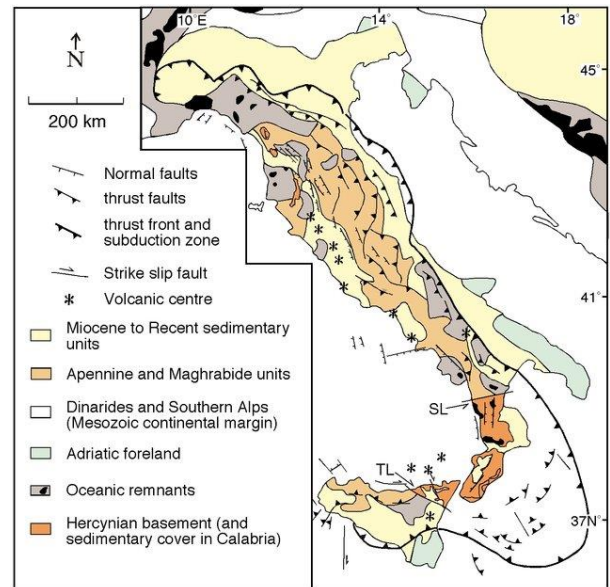 10 E 14 18
N
45
200 km
Normal faults
thrust faults
thrust front and
subduction zone
Strike slip fault
Volcanic centre
41
Miocene to Recent sedimentary
units
Apennine and Maghrabide units
Dinarides and Southern Alps
(Mesozoic continental margin)
SL
Adriatic foreland
TL
Oceanic remnants
37N
Hercynian basement (and
sedimentary cover in Calabria)